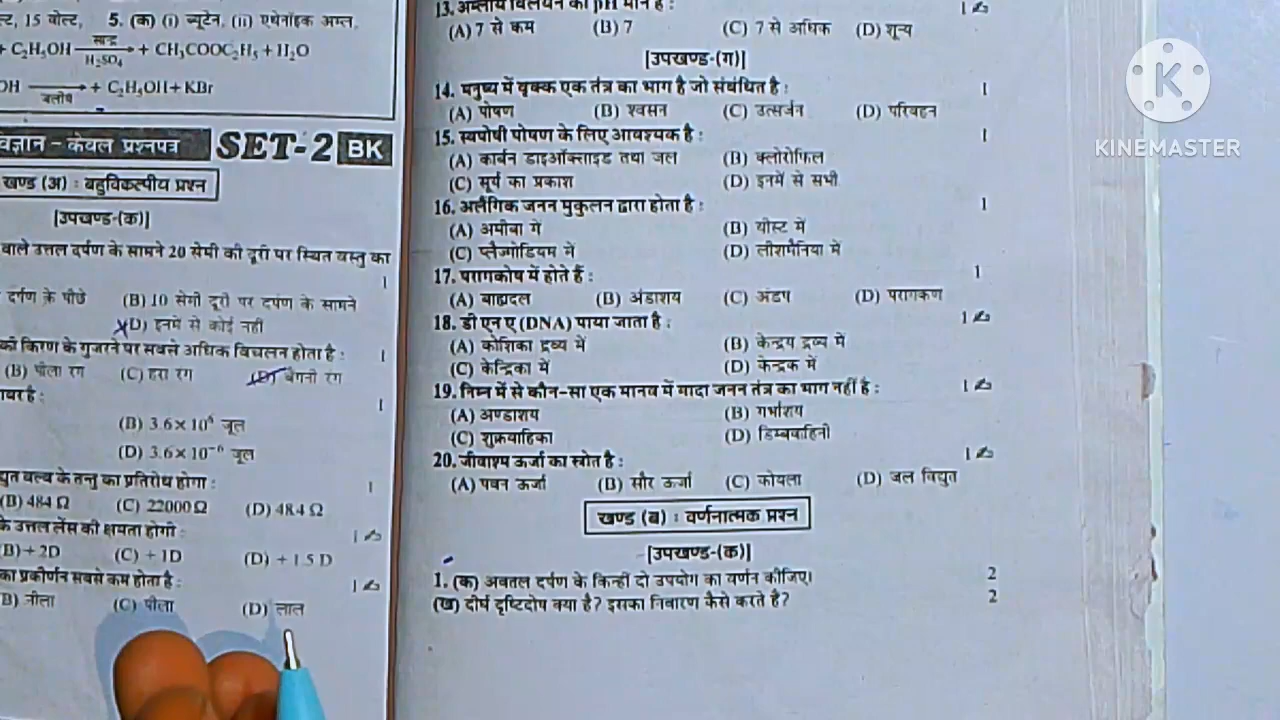 ल्ट, 15 वोल्ट, 5. (क) (i) ब्यूटेन, (ii) एथेनॉइक अम्ल,
+ C₂H₅OH सान्द्र H₂SO₄ → + CH₃COOC₂H₅ + H₂O
OH जलीय → + C₂H₅OH + KBr
विज्ञान – केवल प्रश्नपत्र SET-2 BK
खण्ड (अ) : बहुविकल्पीय प्रश्न
[उपखण्ड-(क)]
वाले उत्तल दर्पण के सामने 20 सेमी की दूरी पर स्थित वस्तु का
1
दर्पण के पीछे (B) 10 सेमी दूरी पर दर्पण के सामने
(D) इनमें से कोई नहीं
की किरण के गुजरने पर सबसे अधिक विचलन होता है : 1
(B) पीला रंग (C) हरा रंग (D) बैंगनी रंग
बर है : 1
(B) 3.6 × 10⁶ जूल
(D) 3.6 × 10⁻⁶ जूल
द्युत बल्ब के तन्तु का प्रतिरोध होगा : 1
(B) 484 Ω (C) 22000 Ω (D) 48.4 Ω
के उत्तल लेंस की क्षमता होगी : 1
B) + 2D (C) + 1D (D) + 1.5 D
का प्रकीर्णन सबसे कम होता है : 1
B) नीला (C) पीला (D) लाल
13. अम्लीय विलयन का pH मान है : 1
(A) 7 से कम (B) 7 (C) 7 से अधिक (D) शून्य
[उपखण्ड-(ग)]
14. मनुष्य में वृक्क एक तंत्र का भाग है जो संबंधित है : 1
(A) पोषण (B) श्वसन (C) उत्सर्जन (D) परिवहन
15. स्वपोषी पोषण के लिए आवश्यक है : 1
(A) कार्बन डाइऑक्साइड तथा जल (B) क्लोरोफिल
(C) सूर्य का प्रकाश (D) इनमें से सभी
16. अलैंगिक जनन मुकुलन द्वारा होता है : 1
(A) अमीबा में (B) यीस्ट में
(C) प्लैज्मोडियम में (D) लीशमैनिया में
17. परागकोष में होते हैं : 1
(A) बाह्यदल (B) अंडाशय (C) अंडप (D) परागकण
18. डी एन ए (DNA) पाया जाता है : 1
(A) कोशिका द्रव्य में (B) केन्द्रय द्रव्य में
(C) केन्द्रिका में (D) केन्द्रक में
19. निम्न में से कौन-सा एक मानव में मादा जनन तंत्र का भाग नहीं है : 1
(A) अण्डाशय (B) गर्भाशय
(C) शुक्रवाहिका (D) डिम्बवाहिनी
20. जीवाश्म ऊर्जा का स्त्रोत है : 1
(A) पवन ऊर्जा (B) सौर ऊर्जा (C) कोयला (D) जल विद्युत
खण्ड (ब) : वर्णनात्मक प्रश्न
[उपखण्ड-(क)]
1. (क) अवतल दर्पण के किन्हीं दो उपयोग का वर्णन कीजिए। 2
(ख) दीर्घ दृष्टिदोष क्या है? इसका निवारण कैसे करते है? 2
K
KINEMASTER